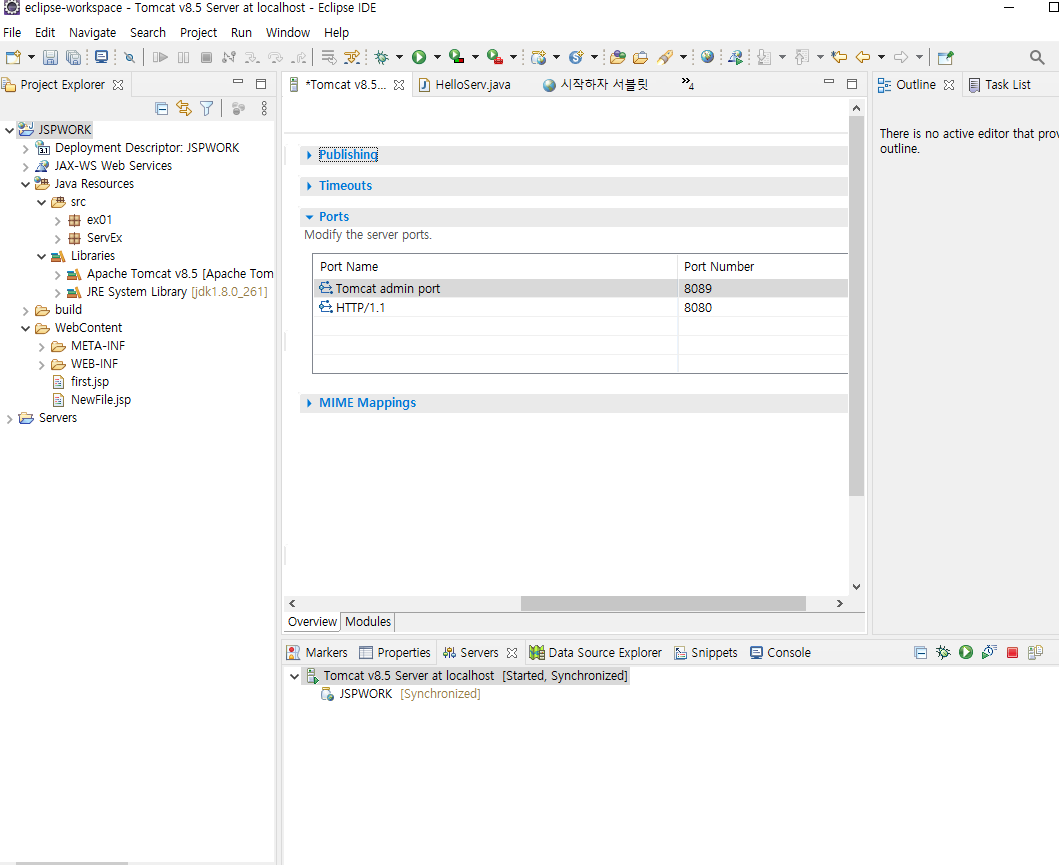 eclipse-workspace - Tomcat v8.5 Server at localhost - Eclipse IDE
File Edit Navigate Search Project Run Window Help
Project Explorer
JSPWORK
Deployment Descriptor: JSPWORK
JAX-WS Web Services
Java Resources
src
ex01
ServEx
Libraries
Apache Tomcat v8.5 [Apache Tom
JRE System Library [jdk1.8.0_261]
build
WebContent
META-INF
WEB-INF
first.jsp
NewFile.jsp
Servers
*Tomcat v8.5... HelloServ.java 시작하자 서블릿 »4
Publishing
Timeouts
Ports
Modify the server ports.
Port Name Port Number
Tomcat admin port 8089
HTTP/1.1 8080
MIME Mappings
Overview Modules
Outline Task List
There is no active editor that prov
outline.
Markers Properties Servers Data Source Explorer Snippets Console
Tomcat v8.5 Server at localhost [Started, Synchronized]
JSPWORK [Synchronized]